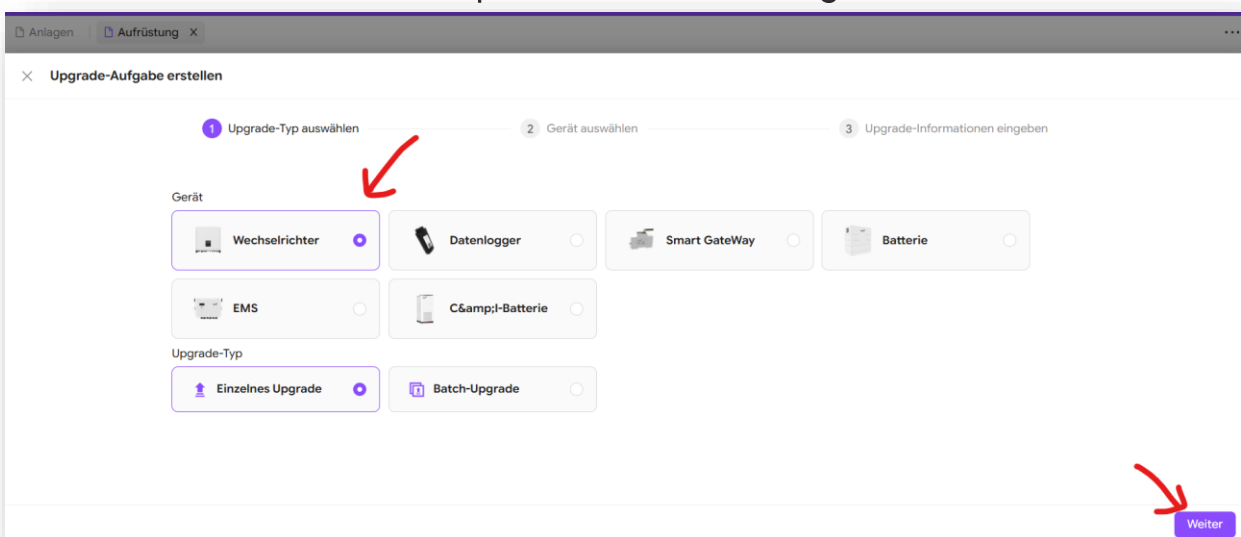 Anlagen Aufrüstung X ...
Upgrade-Aufgabe erstellen
1 Upgrade-Typ auswählen 2 Gerät auswählen 3 Upgrade-Informationen eingeben
Gerät
Wechselrichter Datenlogger Smart GateWay Batterie
EMS C&amp;I-Batterie
Upgrade-Typ
Einzelnes Upgrade Batch-Upgrade
Weiter